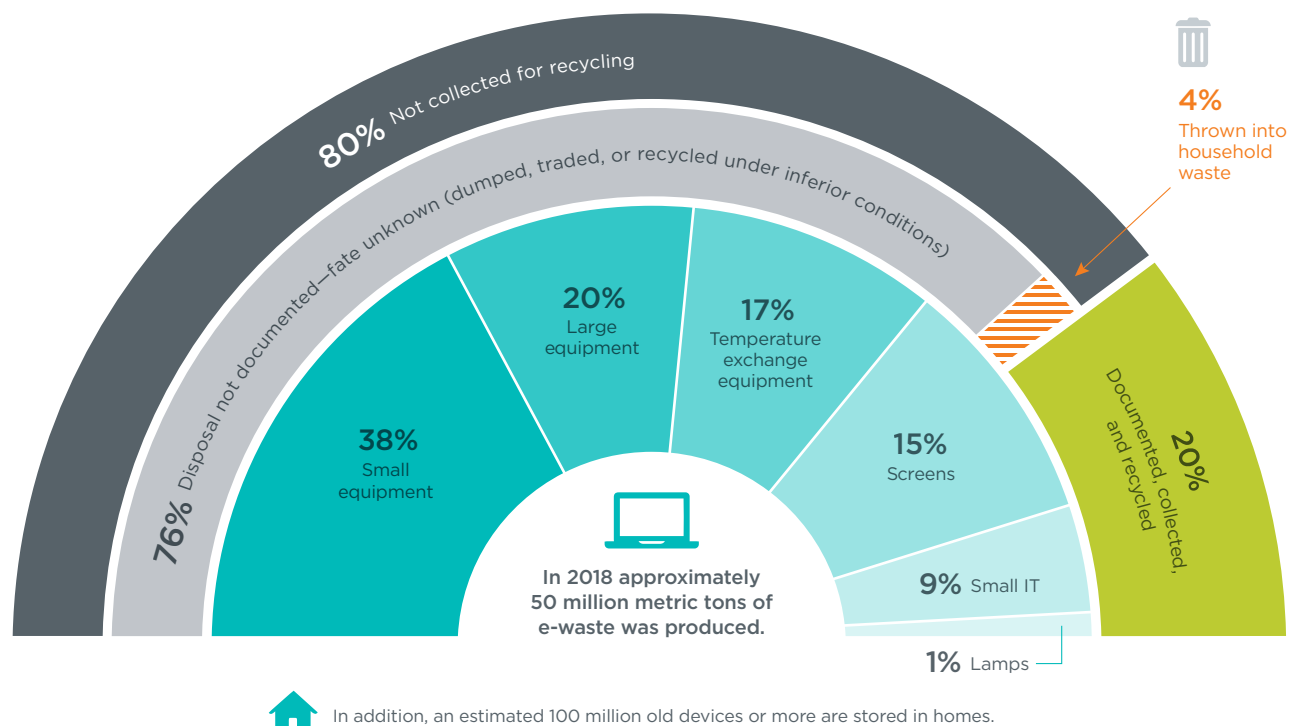 80% Not collected for recycling
4%
Thrown into
household
waste
76% Disposal not documented—fate unknown (dumped, traded, or recycled under inferior conditions)
20%
Documented, collected,
and recycled
38%
Small
equipment
20%
Large
equipment
17%
Temperature
exchange
equipment
15%
Screens
9% Small IT
1% Lamps
In 2018 approximately
50 million metric tons of
e-waste was produced.
In addition, an estimated 100 million old devices or more are stored in homes.